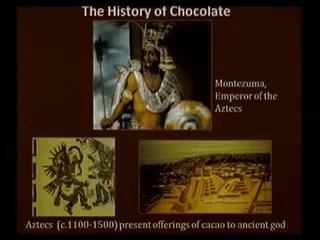 The History of Chocolate
Montezuma,
Emperor of the
Aztecs
Aztecs (c.1100-1500) present offerings of cacao to ancient god